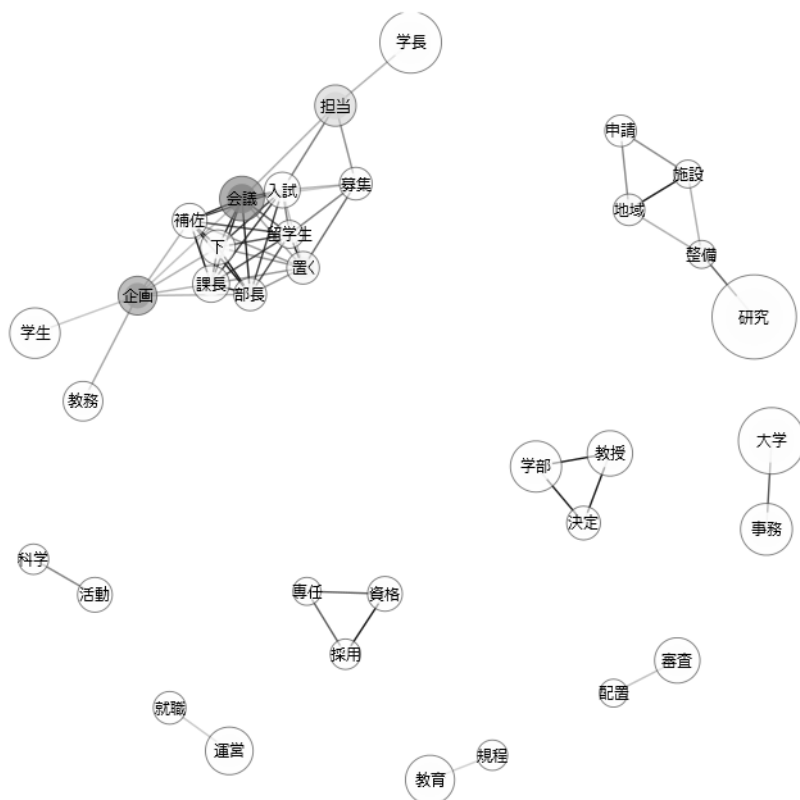 学長
担当
申請
施設
入試
募集
会議
地域
補佐
留学生
下
整備
置く
課長
部長
企画
研究
学生
教務
大学
教授
学部
決定
事務
科学
活動
専任
資格
採用
審査
配置
就職
運営
規程
教育